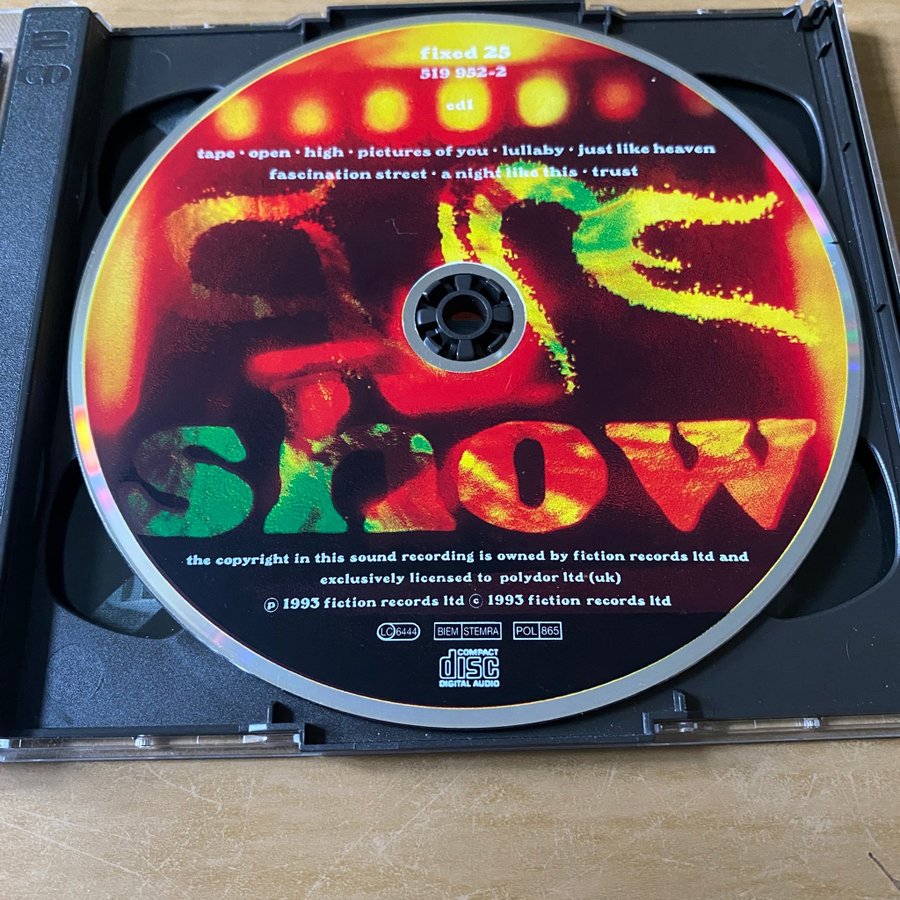 2
CD
fixcd 25
519 952-2
cd1
tape • open • high • pictures of you • lullaby • just like heaven
fascination street • a night like this • trust
show
the copyright in this sound recording is owned by fiction records ltd and
exclusively licensed to polydor ltd (uk)
℗ 1993 fiction records ltd © 1993 fiction records ltd
LC 6444 BIEM STEMRA POL 865
COMPACT
disc
DIGITAL AUDIO